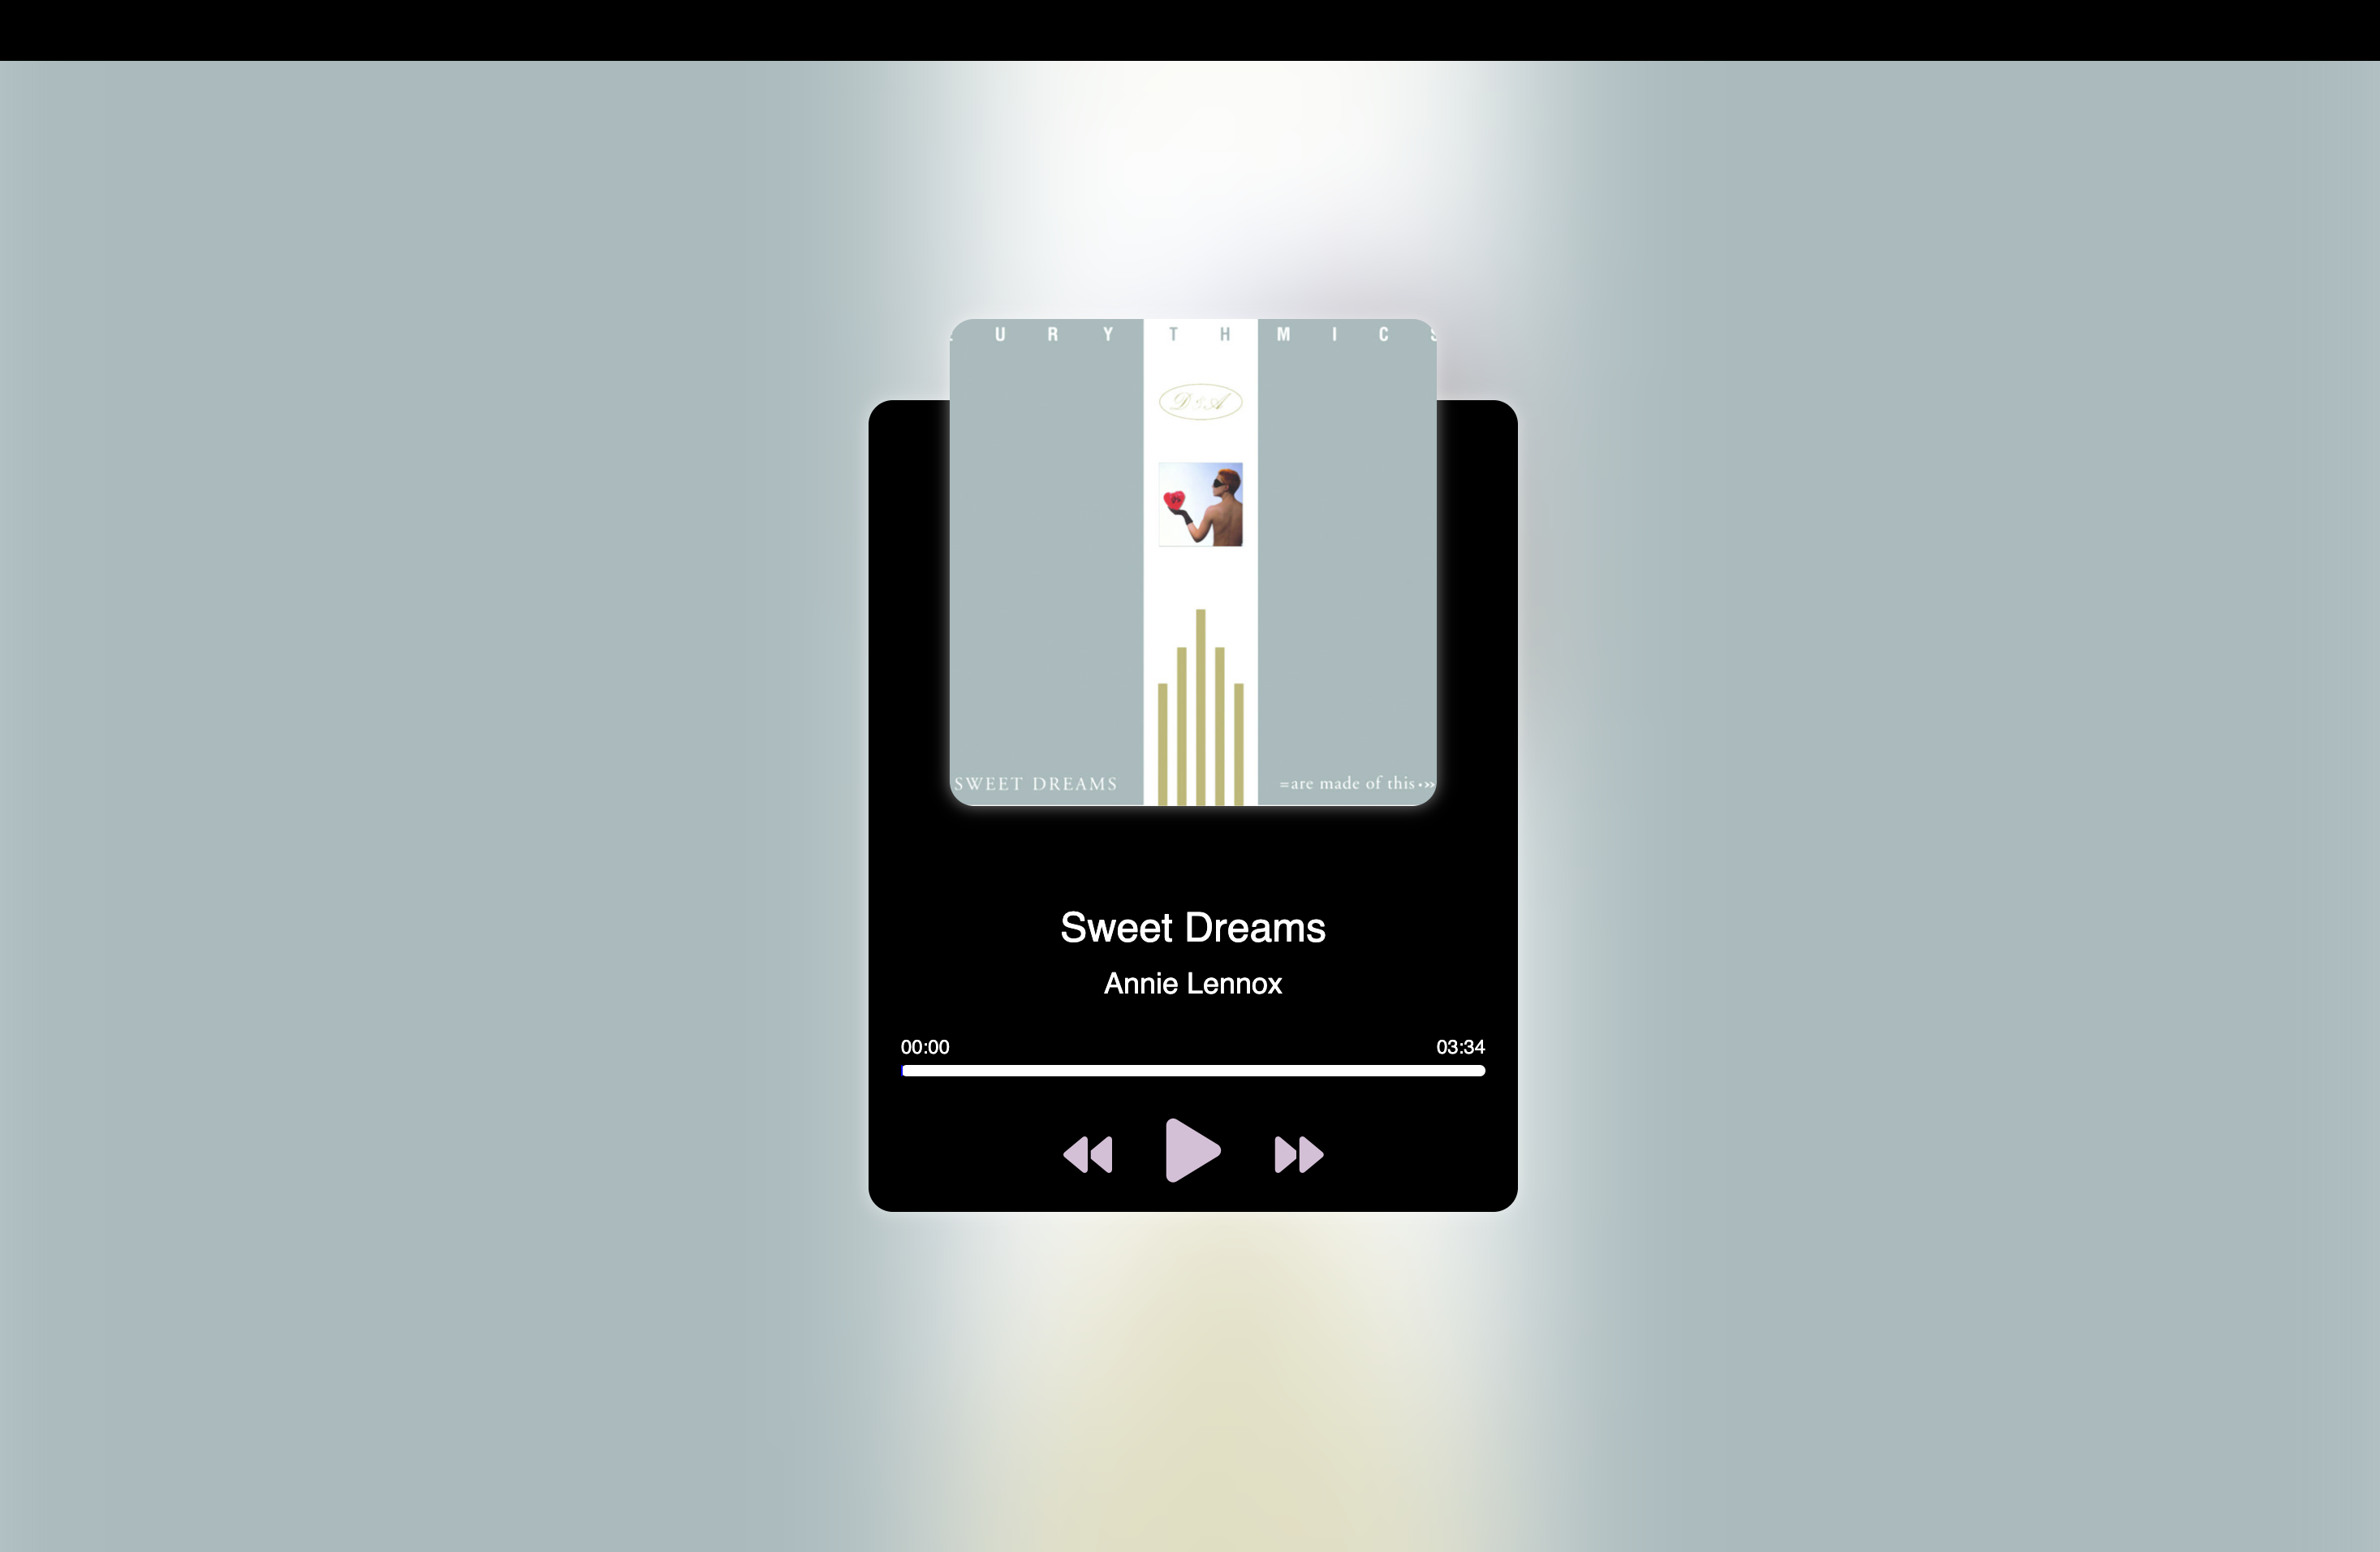 E U R Y T H M I C S
D & A
SWEET DREAMS
=are made of this •»
Sweet Dreams
Annie Lennox
00:00 03:34